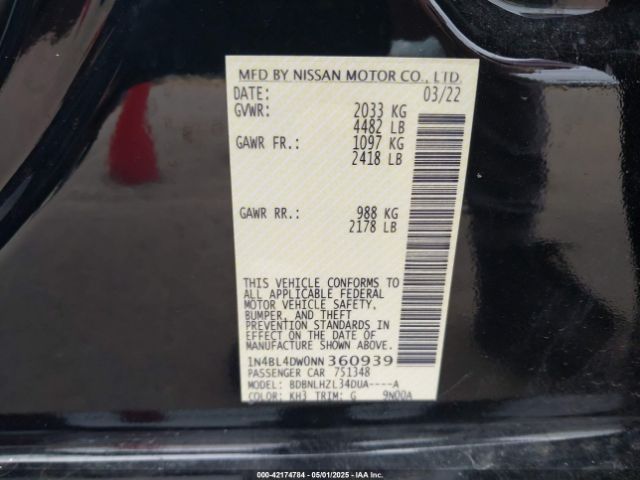 MFD BY NISSAN MOTOR CO., LTD.
DATE: 03/22
GVWR: 2033 KG
4482 LB
GAWR FR.: 1097 KG
2418 LB
GAWR RR.: 988 KG
2178 LB
THIS VEHICLE CONFORMS TO
ALL APPLICABLE FEDERAL
MOTOR VEHICLE SAFETY,
BUMPER, AND THEFT
PREVENTION STANDARDS
IN EFFECT ON THE DATE OF
MANUFACTURE SHOWN ABOVE.
1N4BL4DW0NN360939
PASSENGER CAR 751348
MODEL: BDBNLHZL34DUA----A
COLOR: KH3 TRIM: G 9N00A
000-42174784 - 05/01/2025 - IAA Inc.